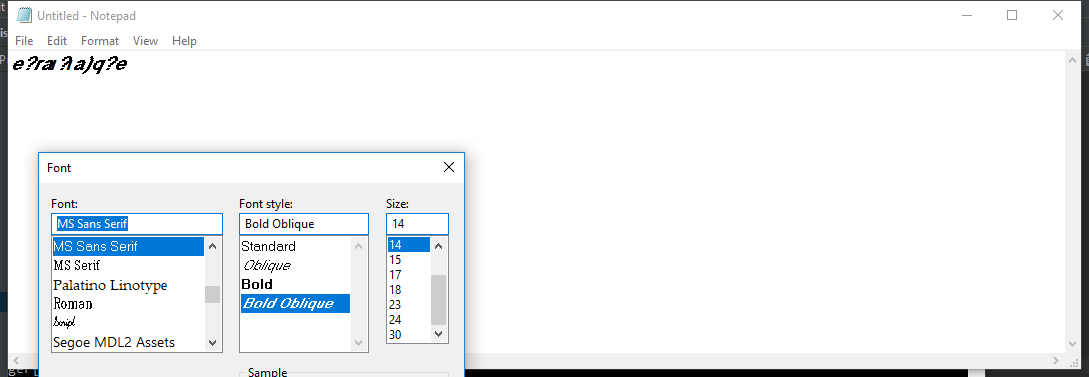 Untitled - Notepad
File Edit Format View Help
Font
Font: Font style: Size:
MS Sans Serif Bold Oblique 14
MS Sans Serif Standard 14
MS Serif Oblique 15
Palatino Linotype Bold 17
Roman Bold Oblique 18
Script 23
Segoe MDL2 Assets 24
30
Sample